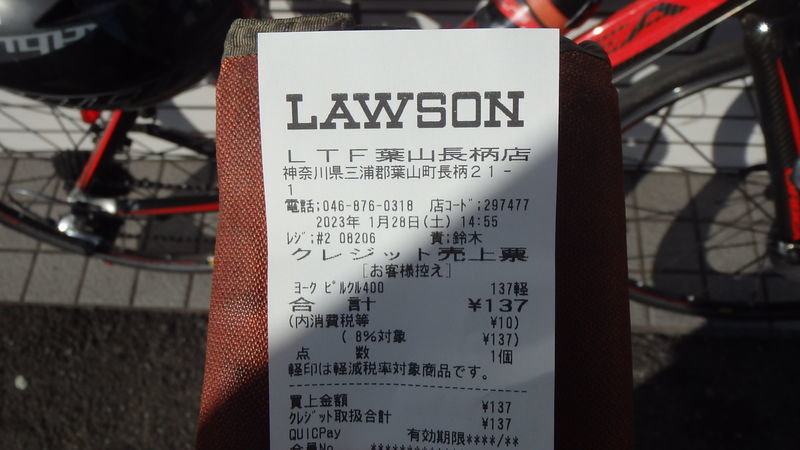 LAWSON
LTF葉山長柄店
神奈川県三浦郡葉山町長柄21-
1
電話;046-876-0318 店コード;297477
2023年 1月28日(土) 14:55
レジ;#2 08206 責;鈴木
クレジット売上票
[お客様控え]
ヨーク ピルクル400 137軽
合 計 ¥137
(内消費税等 ¥10)
( 8%対象 ¥137)
点 数 1個
軽印は軽減税率対象商品です。
買上金額 ¥137
クレジット取扱合計 ¥137
QUICPay 有効期限****/**
会員No